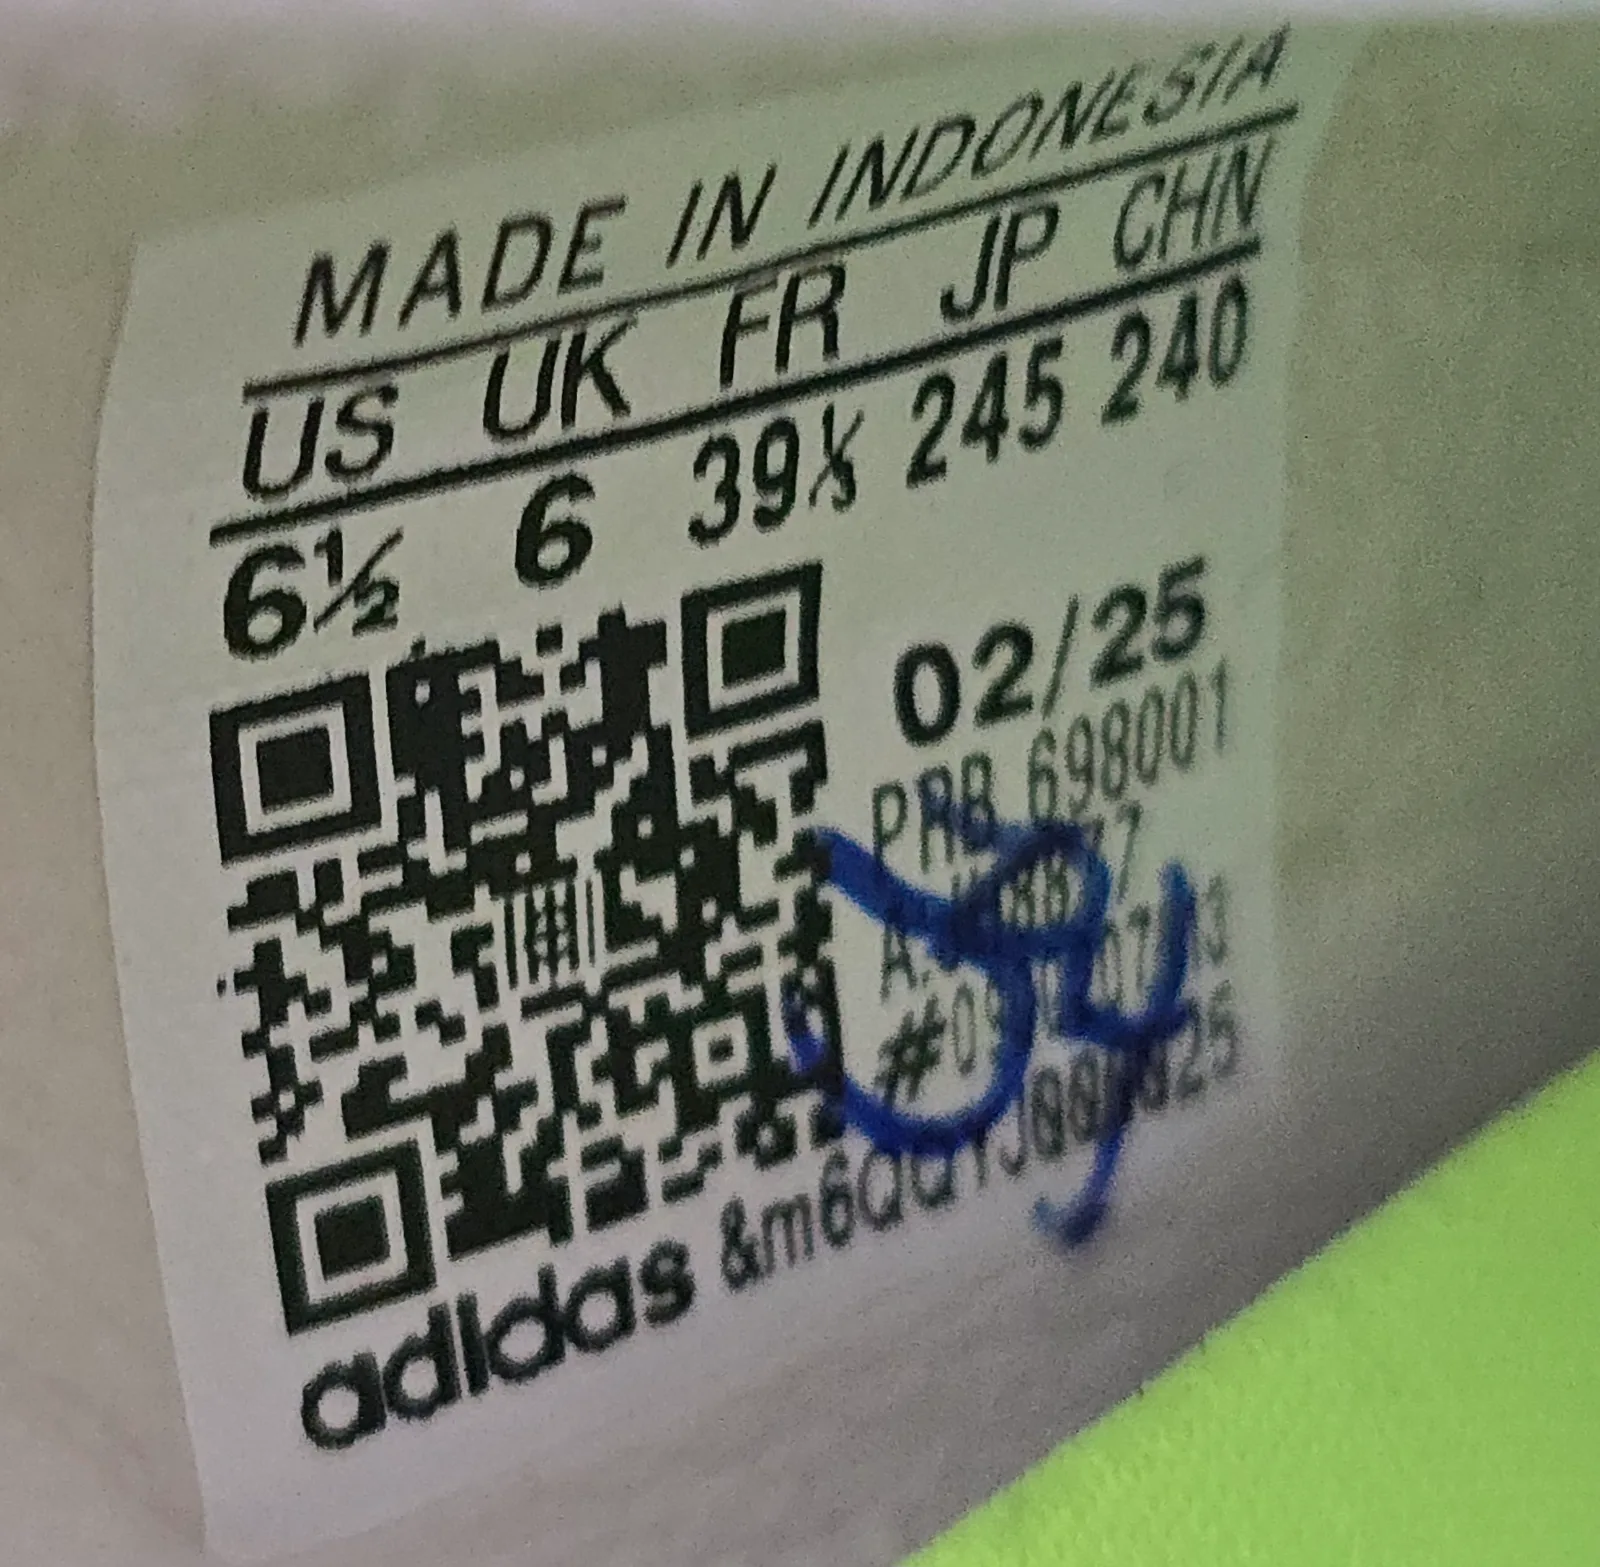 MADE IN INDONESIA
US UK FR JP CHN
6½ 6 39⅓ 245 240
02/25
PRB 698001
adidas